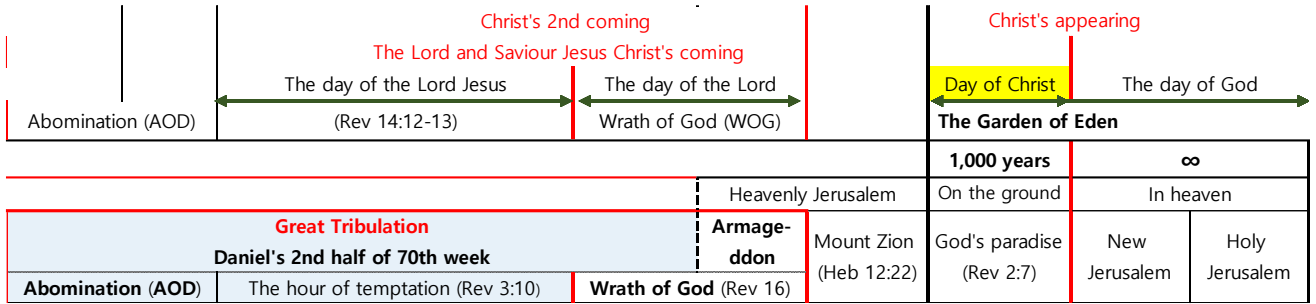 Christ's 2nd coming
Christ's appearing
The Lord and Saviour Jesus Christ's coming
The day of the Lord Jesus
The day of the Lord
Day of Christ
The day of God
Abomination (AOD)
(Rev 14:12-13)
Wrath of God (WOG)
The Garden of Eden
1,000 years
∞
Heavenly Jerusalem
On the ground
In heaven
Great Tribulation
Daniel's 2nd half of 70th week
Armage-
ddon
Mount Zion
(Heb 12:22)
God's paradise
(Rev 2:7)
New
Jerusalem
Holy
Jerusalem
Abomination (AOD)
The hour of temptation (Rev 3:10)
Wrath of God (Rev 16)